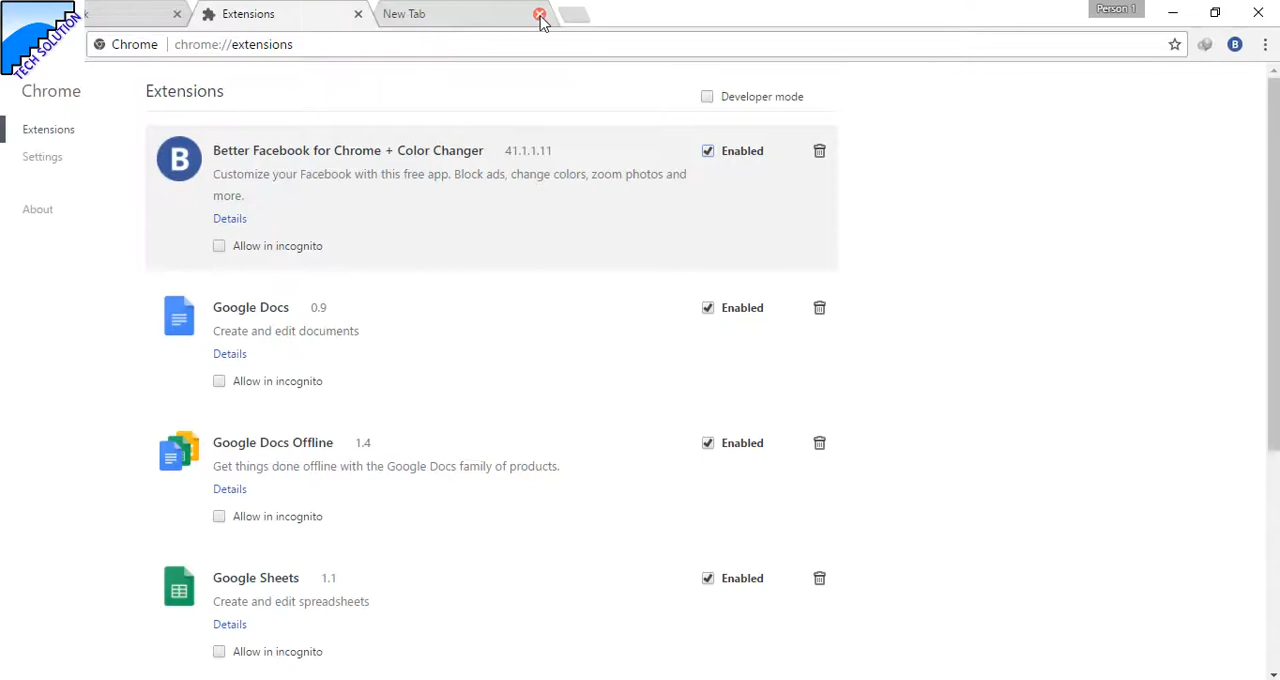 k
Extensions
New Tab
Person 1
Chrome
chrome://extensions
B
TECH SOLUTION
Chrome
Extensions
Settings
About
Extensions
Developer mode
B
Better Facebook for Chrome + Color Changer 41.1.1.11
Enabled
Customize your Facebook with this free app. Block ads, change colors, zoom photos and
more.
Details
Allow in incognito
Google Docs 0.9
Enabled
Create and edit documents
Details
Allow in incognito
Google Docs Offline 1.4
Enabled
Get things done offline with the Google Docs family of products.
Details
Allow in incognito
Google Sheets 1.1
Enabled
Create and edit spreadsheets
Details
Allow in incognito